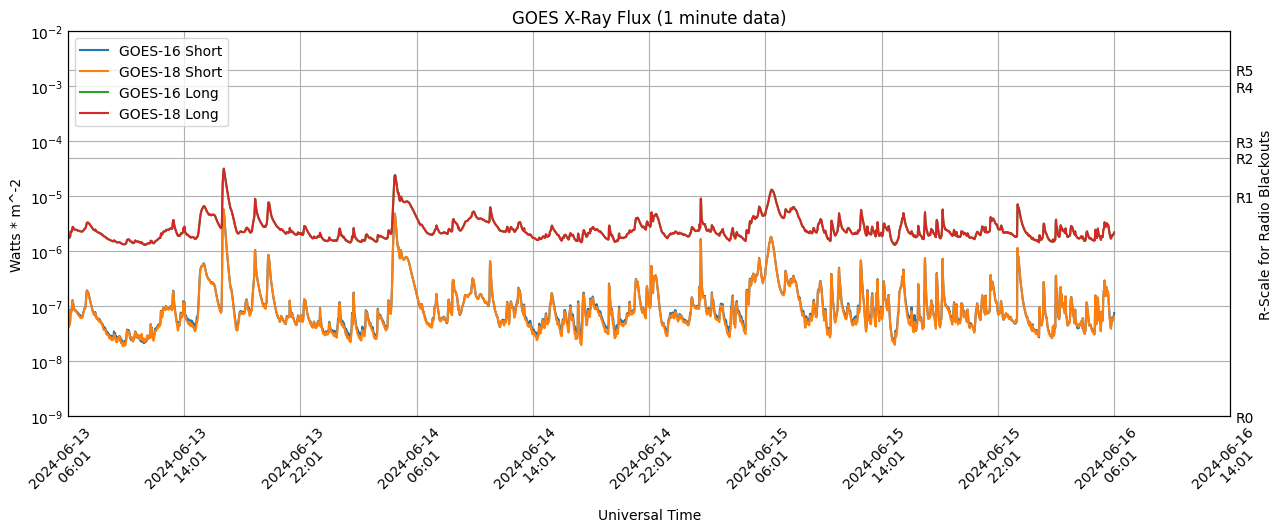 GOES X-Ray Flux (1 minute data)
GOES-16 Short
GOES-18 Short
GOES-16 Long
GOES-18 Long
10⁻²
10⁻³
10⁻⁴
10⁻⁵
10⁻⁶
10⁻⁷
10⁻⁸
10⁻⁹
Watts * m^-2
R5
R4
R3
R2
R1
R0
R-Scale for Radio Blackouts
2024-06-13
06:01
2024-06-13
14:01
2024-06-13
22:01
2024-06-14
06:01
2024-06-14
14:01
2024-06-14
22:01
2024-06-15
06:01
2024-06-15
14:01
2024-06-15
22:01
2024-06-16
06:01
2024-06-16
14:01
Universal Time